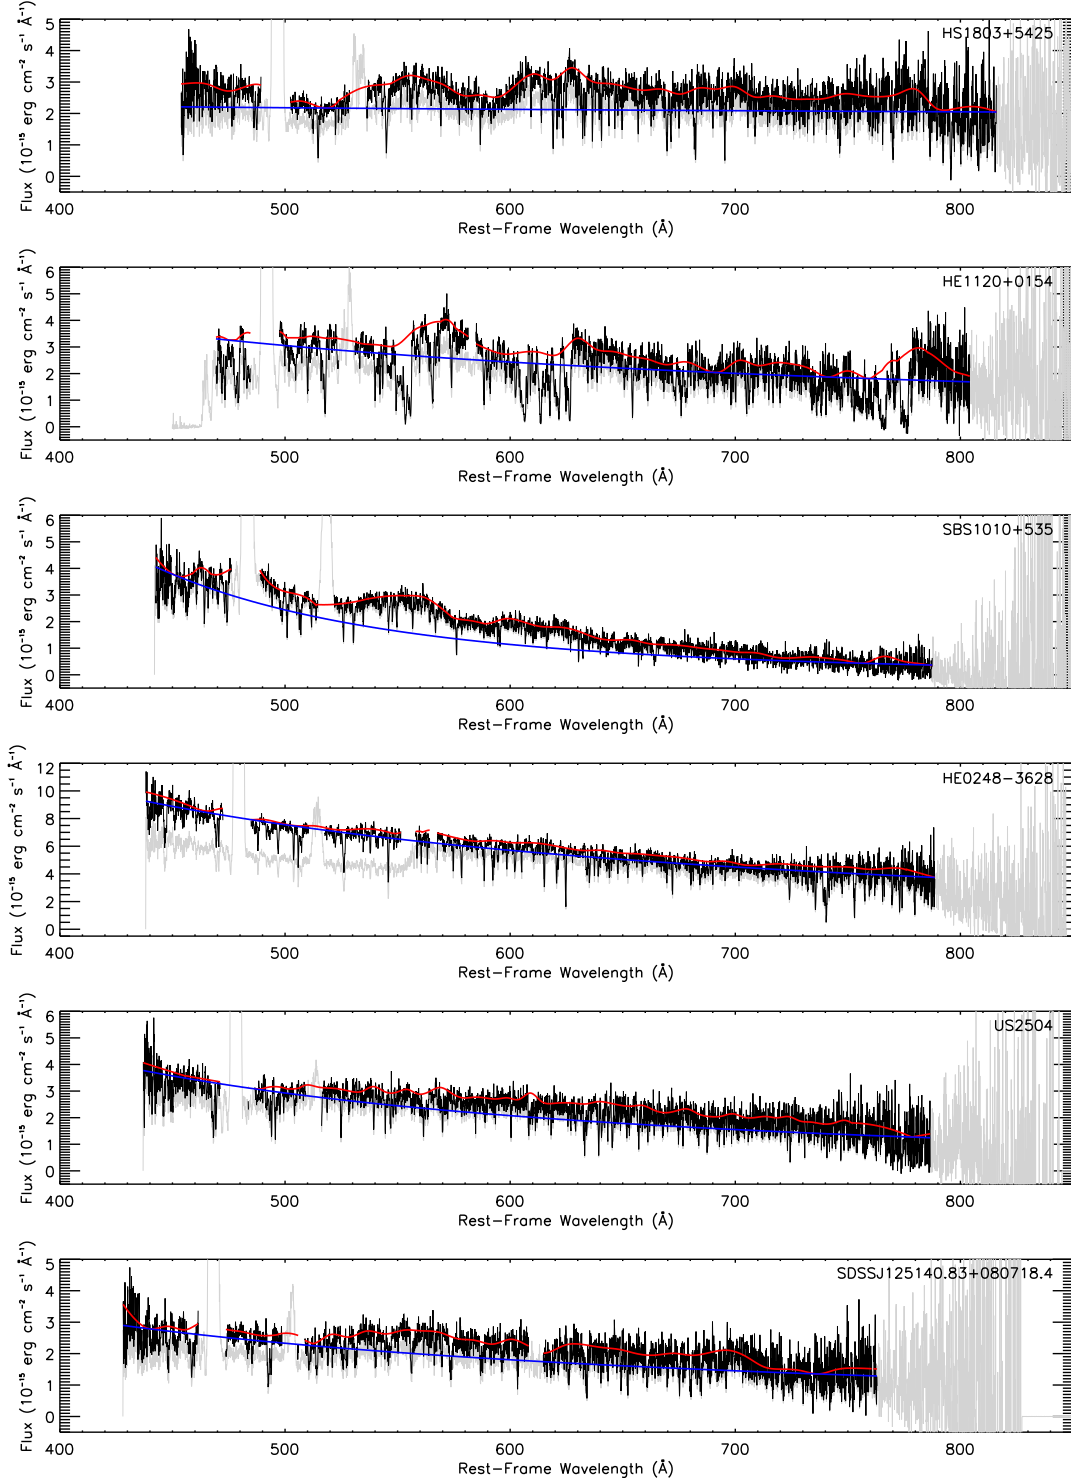 HS1803+5425
5
4
3
2
1
0
Flux (10⁻¹⁵ erg cm⁻² s⁻¹ Å⁻¹)
400 500 600 700 800
Rest-Frame Wavelength (Å)
HE1120+0154
6
5
4
3
2
1
0
Flux (10⁻¹⁵ erg cm⁻² s⁻¹ Å⁻¹)
400 500 600 700 800
Rest-Frame Wavelength (Å)
SBS1010+535
6
5
4
3
2
1
0
Flux (10⁻¹⁵ erg cm⁻² s⁻¹ Å⁻¹)
400 500 600 700 800
Rest-Frame Wavelength (Å)
HE0248-3628
12
10
8
6
4
2
0
Flux (10⁻¹⁵ erg cm⁻² s⁻¹ Å⁻¹)
400 500 600 700 800
Rest-Frame Wavelength (Å)
US2504
6
5
4
3
2
1
0
Flux (10⁻¹⁵ erg cm⁻² s⁻¹ Å⁻¹)
400 500 600 700 800
Rest-Frame Wavelength (Å)
SDSSJ125140.83+080718.4
5
4
3
2
1
0
Flux (10⁻¹⁵ erg cm⁻² s⁻¹ Å⁻¹)
400 500 600 700 800
Rest-Frame Wavelength (Å)